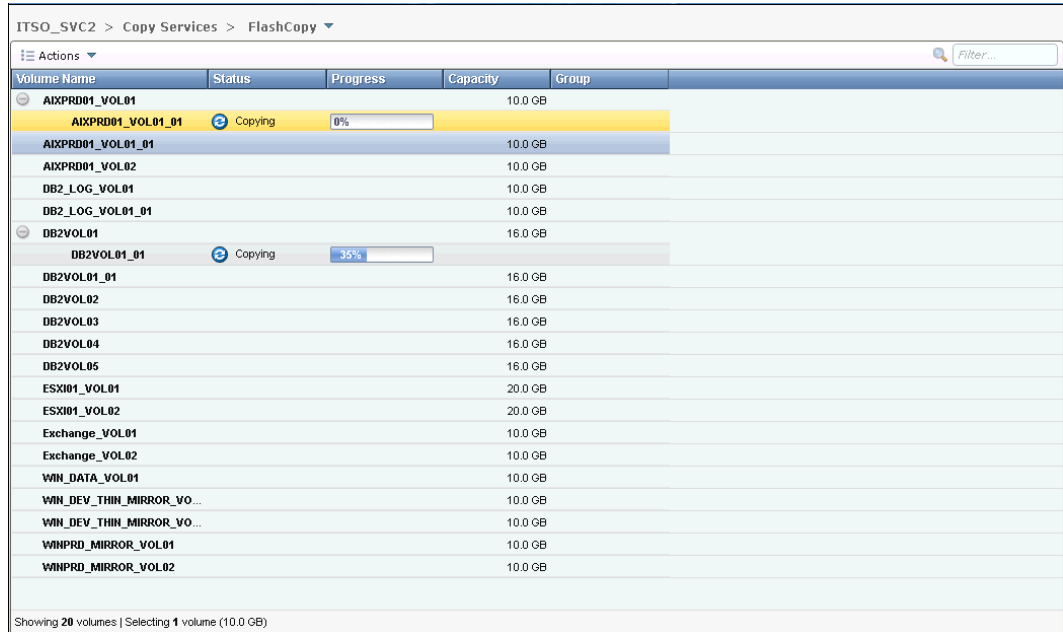 ITSO_SVC2 > Copy Services > FlashCopy
Actions Filter...
Volume Name Status Progress Capacity Group
AIXPRD01_VOL01 10.0 GB
AIXPRD01_VOL01_01 Copying 0%
AIXPRD01_VOL01_01 10.0 GB
AIXPRD01_VOL02 10.0 GB
DB2_LOG_VOL01 10.0 GB
DB2_LOG_VOL01_01 10.0 GB
DB2VOL01 16.0 GB
DB2VOL01_01 Copying 35%
DB2VOL01_01 16.0 GB
DB2VOL02 16.0 GB
DB2VOL03 16.0 GB
DB2VOL04 16.0 GB
DB2VOL05 16.0 GB
ESXI01_VOL01 20.0 GB
ESXI01_VOL02 20.0 GB
Exchange_VOL01 10.0 GB
Exchange_VOL02 10.0 GB
WIN_DATA_VOL01 10.0 GB
WIN_DEV_THIN_MIRROR_VO... 10.0 GB
WIN_DEV_THIN_MIRROR_VO... 10.0 GB
WINPRD_MIRROR_VOL01 10.0 GB
WINPRD_MIRROR_VOL02 10.0 GB
Showing 20 volumes | Selecting 1 volume (10.0 GB)